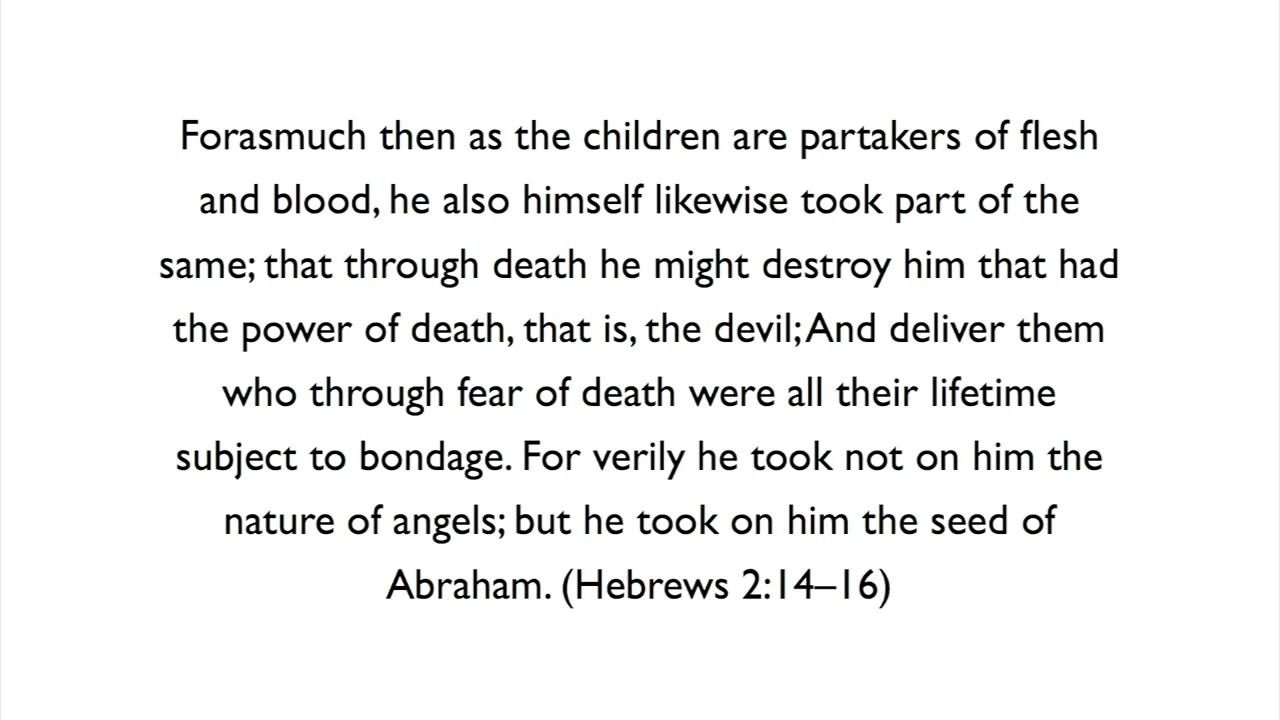 Forasmuch then as the children are partakers of flesh
and blood, he also himself likewise took part of the
same; that through death he might destroy him that had
the power of death, that is, the devil; And deliver them
who through fear of death were all their lifetime
subject to bondage. For verily he took not on him the
nature of angels; but he took on him the seed of
Abraham. (Hebrews 2:14–16)